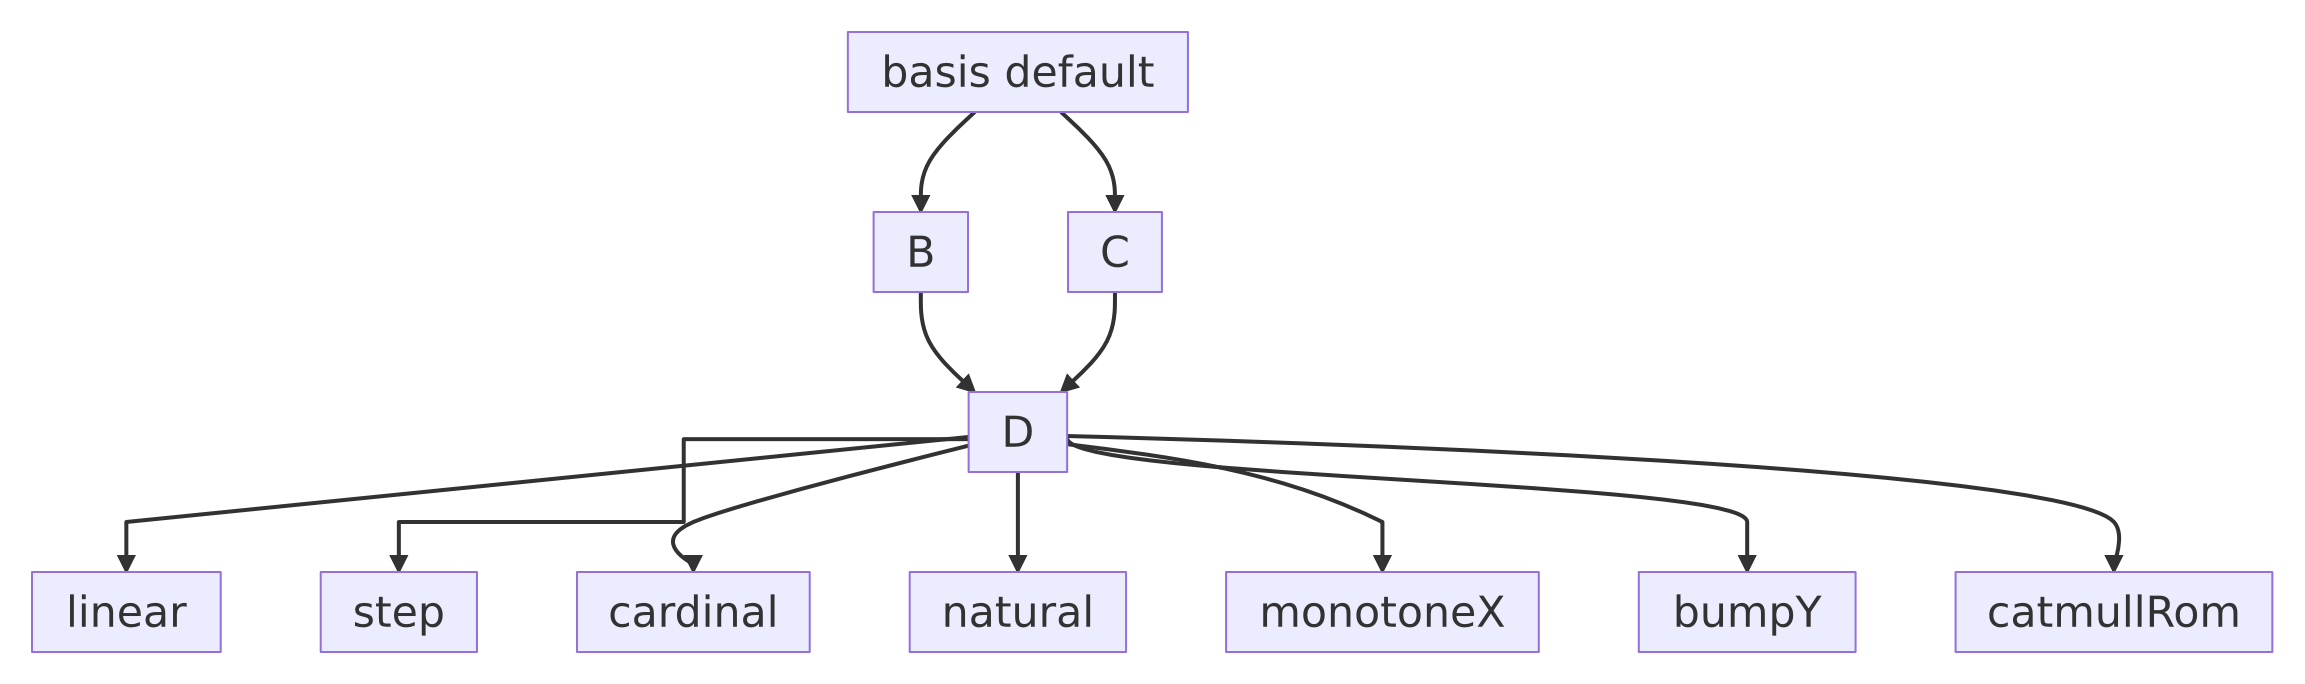 basis default
B
C
D
linear
step
cardinal
natural
monotoneX
bumpY
catmullRom